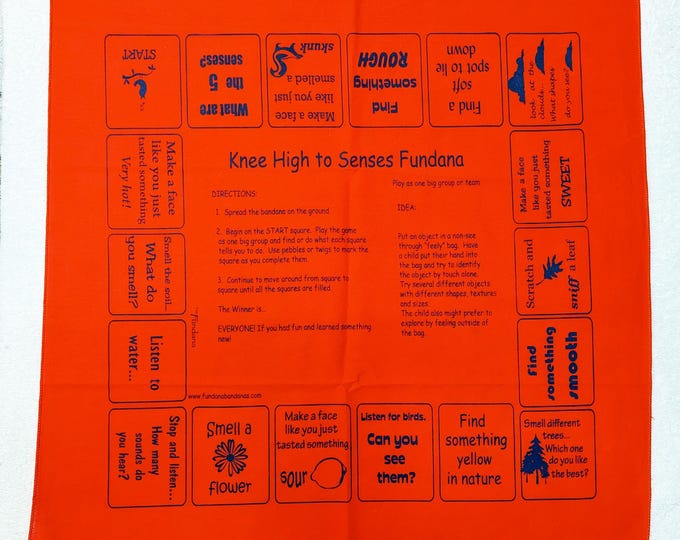 START
What are
the 5
senses?
Make a face
like you just
smelled a
skunk
Find
something
ROUGH
Find a
soft
spot to lie
down
look at the
clouds...
What shapes
do you see?
Make a face
like you just
tasted something
Very hot!
Knee High to Senses Fundana
Play as one big group or team
DIRECTIONS:
1. Spread the bandana on the ground.
2. Begin on the START square. Play the game
as one big group and find or do what each square
tells you to do. Use pebbles or twigs to mark the
square as you complete them.
3. Continue to move around from square to
square until all the squares are filled.
The Winner is...
EVERYONE! If you had fun and learned something
new!
IDEA:
Put an object in a non-size
through "feely" bag. Have
a child put their hand into
the bag and try to identify
the object by touch alone.
Try several different objects
with different shapes, textures
and sizes.
The child also might prefer to
explore by feeling outside of
the bag.
Make a face
like you just
tasted something
SWEET
Smell the soil.
What do
you smell?
Scratch and
sniff a leaf
Listen to
water...
Fundana
www.fundanabandanas.com
Find
something
smooth
Stop and listen...
How many
sounds do
you hear?
Smell a
flower
Make a face
like you just
tasted something
sour
Listen for birds.
Can you
see
them?
Find
something
yellow
in nature
Smell different
trees...
Which one
do you like
the best?